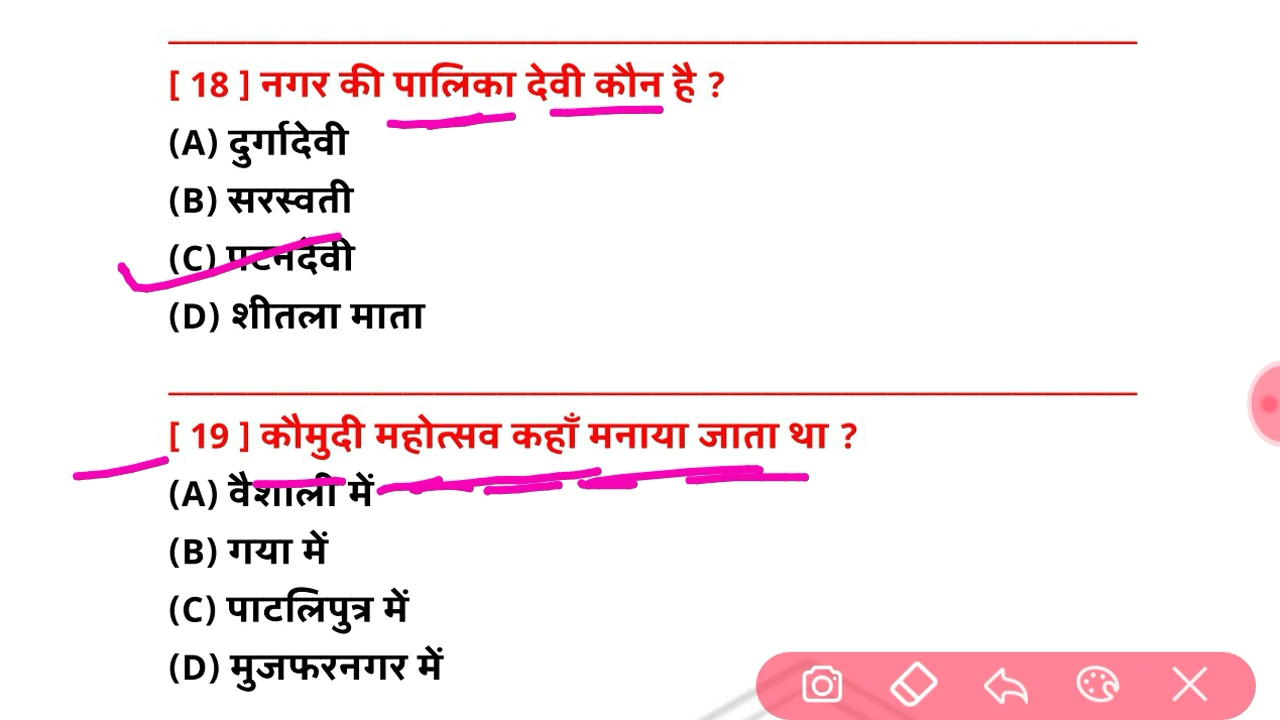 [ 18 ] नगर की पालिका देवी कौन है ?
(A) दुर्गादेवी
(B) सरस्वती
(C) पटनदेवी
(D) शीतला माता
[ 19 ] कौमुदी महोत्सव कहाँ मनाया जाता था ?
(A) वैशाली में
(B) गया में
(C) पाटलिपुत्र में
(D) मुजफरनगर में